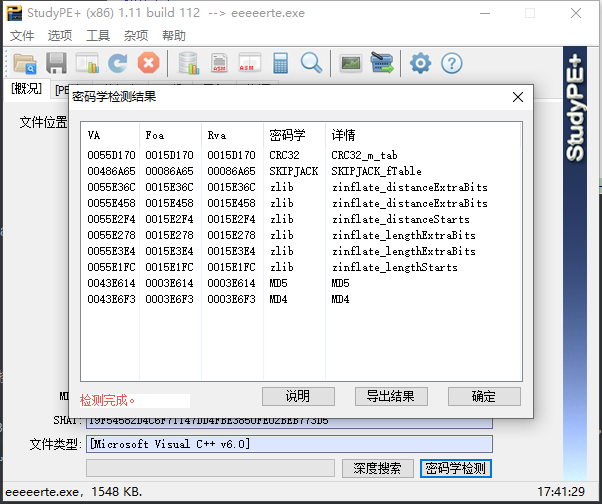 StudyPE+ (x86) 1.11 build 112 --> eeeeerte.exe
文件 选项 工具 杂项 帮助
[概况]
密码学检测结果
文件位置
VA Foa Rva 密码学 详情
0055D170 0015D170 0015D170 CRC32 CRC32_m_tab
00486A65 00086A65 00086A65 SKIPJACK SKIPJACK_fTable
0055E36C 0015E36C 0015E36C zlib zinflate_distanceExtraBits
0055E458 0015E458 0015E458 zlib zinflate_distanceExtraBits
0055E2F4 0015E2F4 0015E2F4 zlib zinflate_distanceStarts
0055E278 0015E278 0015E278 zlib zinflate_lengthExtraBits
0055E3E4 0015E3E4 0015E3E4 zlib zinflate_lengthExtraBits
0055E1FC 0015E1FC 0015E1FC zlib zinflate_lengthStarts
0043E614 0003E614 0003E614 MD5 MD5
0043E6F3 0003E6F3 0003E6F3 MD4 MD4
StudyPE+
检测完成。
说明 导出结果 确定
SHA1:
文件类型: [Microsoft Visual C++ v6.0]
深度搜索 密码学检测
eeeeerte.exe, 1548 KB. 17:41:29